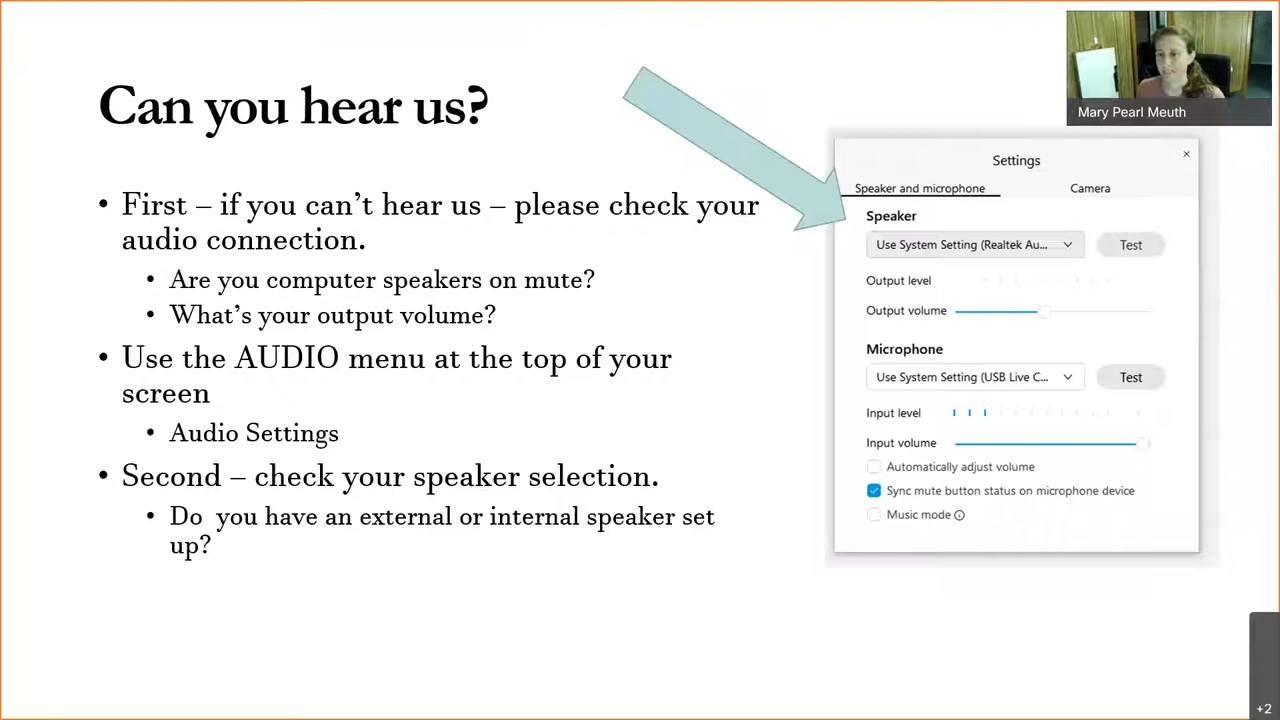 Can you hear us?
• First – if you can't hear us – please check your
audio connection.
• Are you computer speakers on mute?
• What's your output volume?
• Use the AUDIO menu at the top of your
screen
• Audio Settings
• Second – check your speaker selection.
• Do  you have an external or internal speaker set
up?
Mary Pearl Meuth
Settings
Speaker and microphone
Camera
Speaker
Use System Setting (Realtek Au...
Test
Output level
Output volume
Microphone
Use System Setting (USB Live C...
Test
Input level
Input volume
Automatically adjust volume
Sync mute button status on microphone device
Music mode
+2